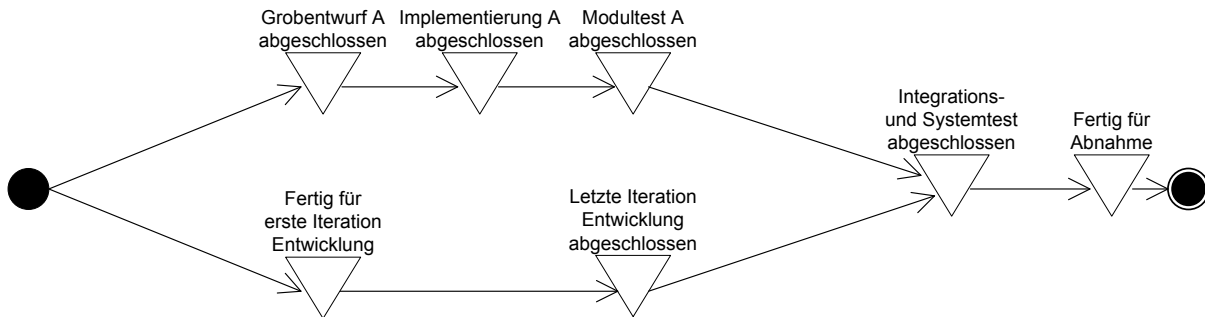 Grobentwurf A
abgeschlossen
Implementierung A
abgeschlossen
Modultest A
abgeschlossen
Integrations-
und Systemtest
abgeschlossen
Fertig für
Abnahme
Fertig für
erste Iteration
Entwicklung
Letzte Iteration
Entwicklung
abgeschlossen